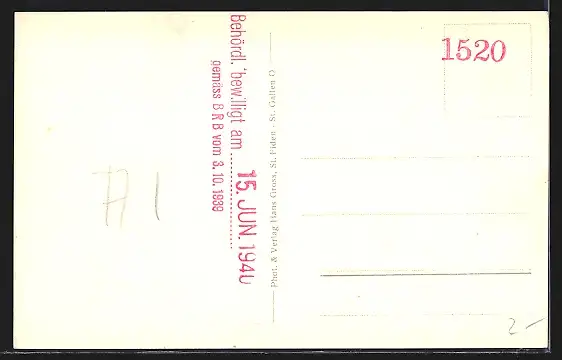 Behördl. bewilligt am
15. JUN. 1940
gemäss B R B vom 3. 10. 1939
Phot. & Verlag Hans Gross, St. Fiden - St. Gallen O
1520
A 1
2-